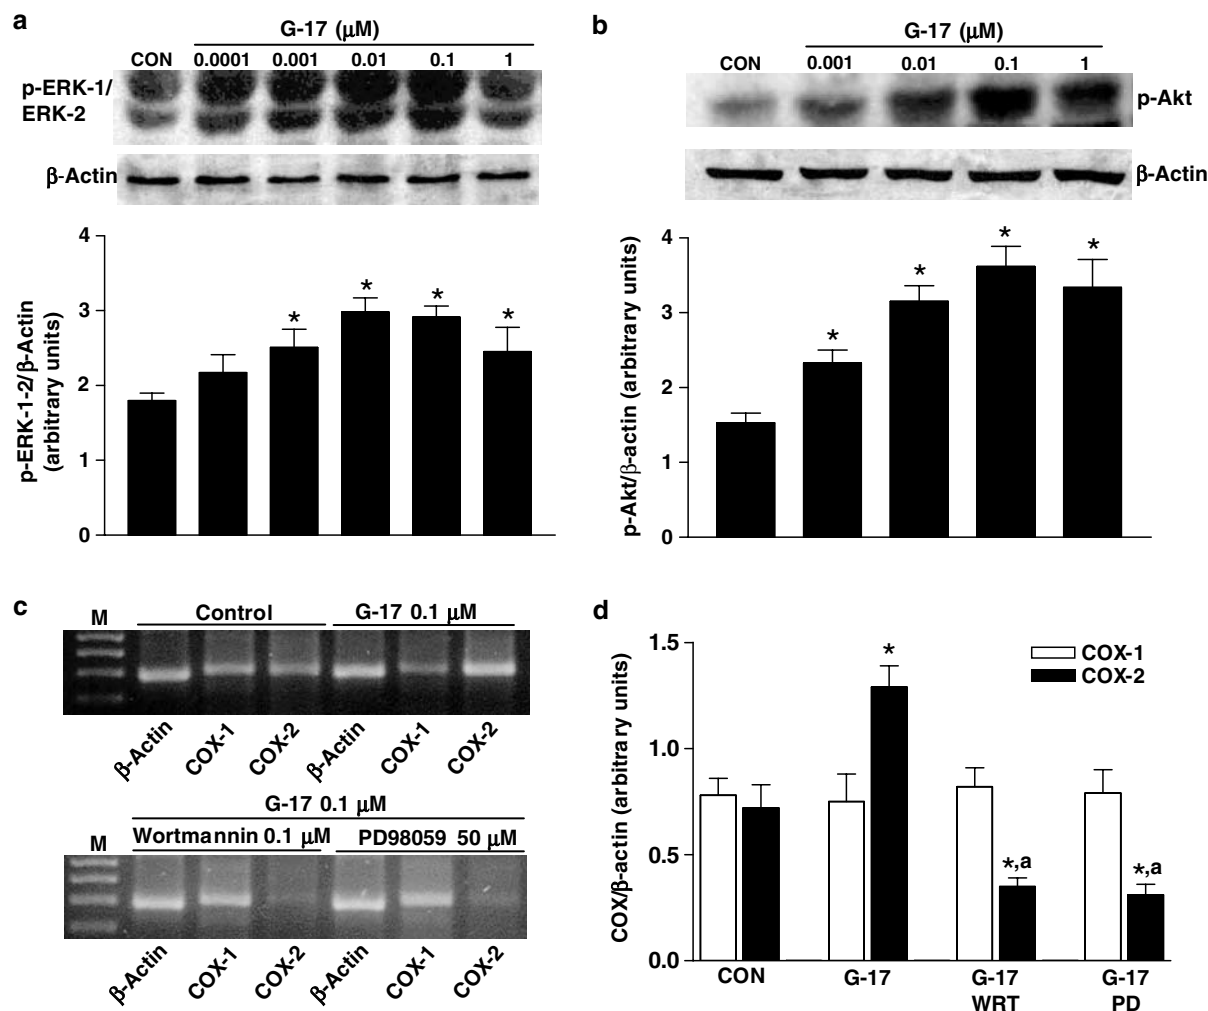 a
G-17 (μM)
CON 0.0001 0.001 0.01 0.1 1
p-ERK-1/
ERK-2
β-Actin
4
3
2
1
0
p-ERK-1-2/β-Actin
(arbitrary units)
* * * *
b
G-17 (μM)
CON 0.001 0.01 0.1 1
p-Akt
β-Actin
4
3
2
1
0
p-Akt/β-actin (arbitrary units)
* * * *
c
M Control G-17 0.1 μM
β-Actin COX-1 COX-2 β-Actin COX-1 COX-2
G-17 0.1 μM
M Wortmannin 0.1 μM PD98059 50 μM
β-Actin COX-1 COX-2 β-Actin COX-1 COX-2
d
1.5
1.0
0.5
0.0
COX/β-actin (arbitrary units)
COX-1
COX-2
*
*,a
*,a
CON G-17 G-17 G-17
WRT PD